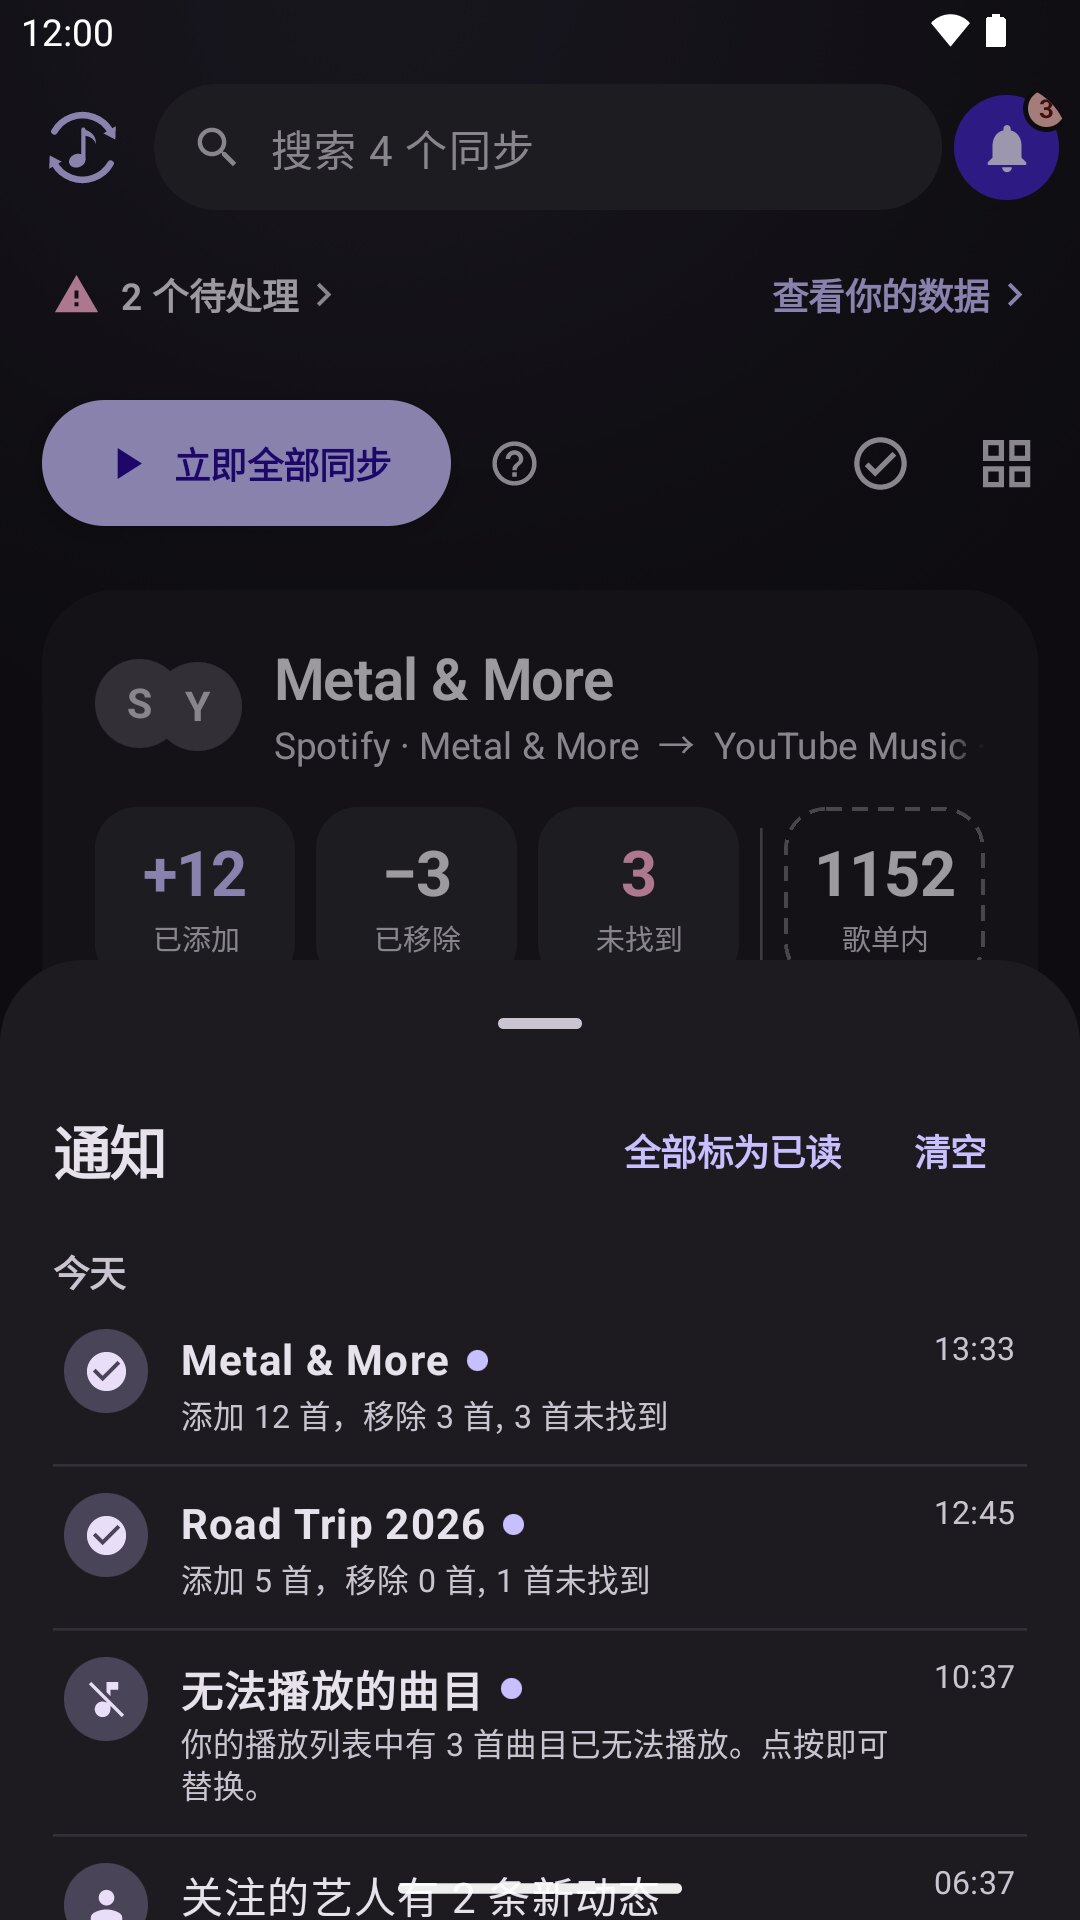 12:00
搜索 4 个同步
3
2 个待处理
查看你的数据
立即全部同步
S Y
Metal & More
Spotify · Metal & More → YouTube Music
+12
已添加
−3
已移除
3
未找到
1152
歌单内
通知
全部标为已读
清空
今天
Metal & More
13:33
添加 12 首，移除 3 首, 3 首未找到
Road Trip 2026
12:45
添加 5 首，移除 0 首, 1 首未找到
无法播放的曲目
10:37
你的播放列表中有 3 首曲目已无法播放。点按即可
替换。
关注的艺人有 2 条新动态
06:37